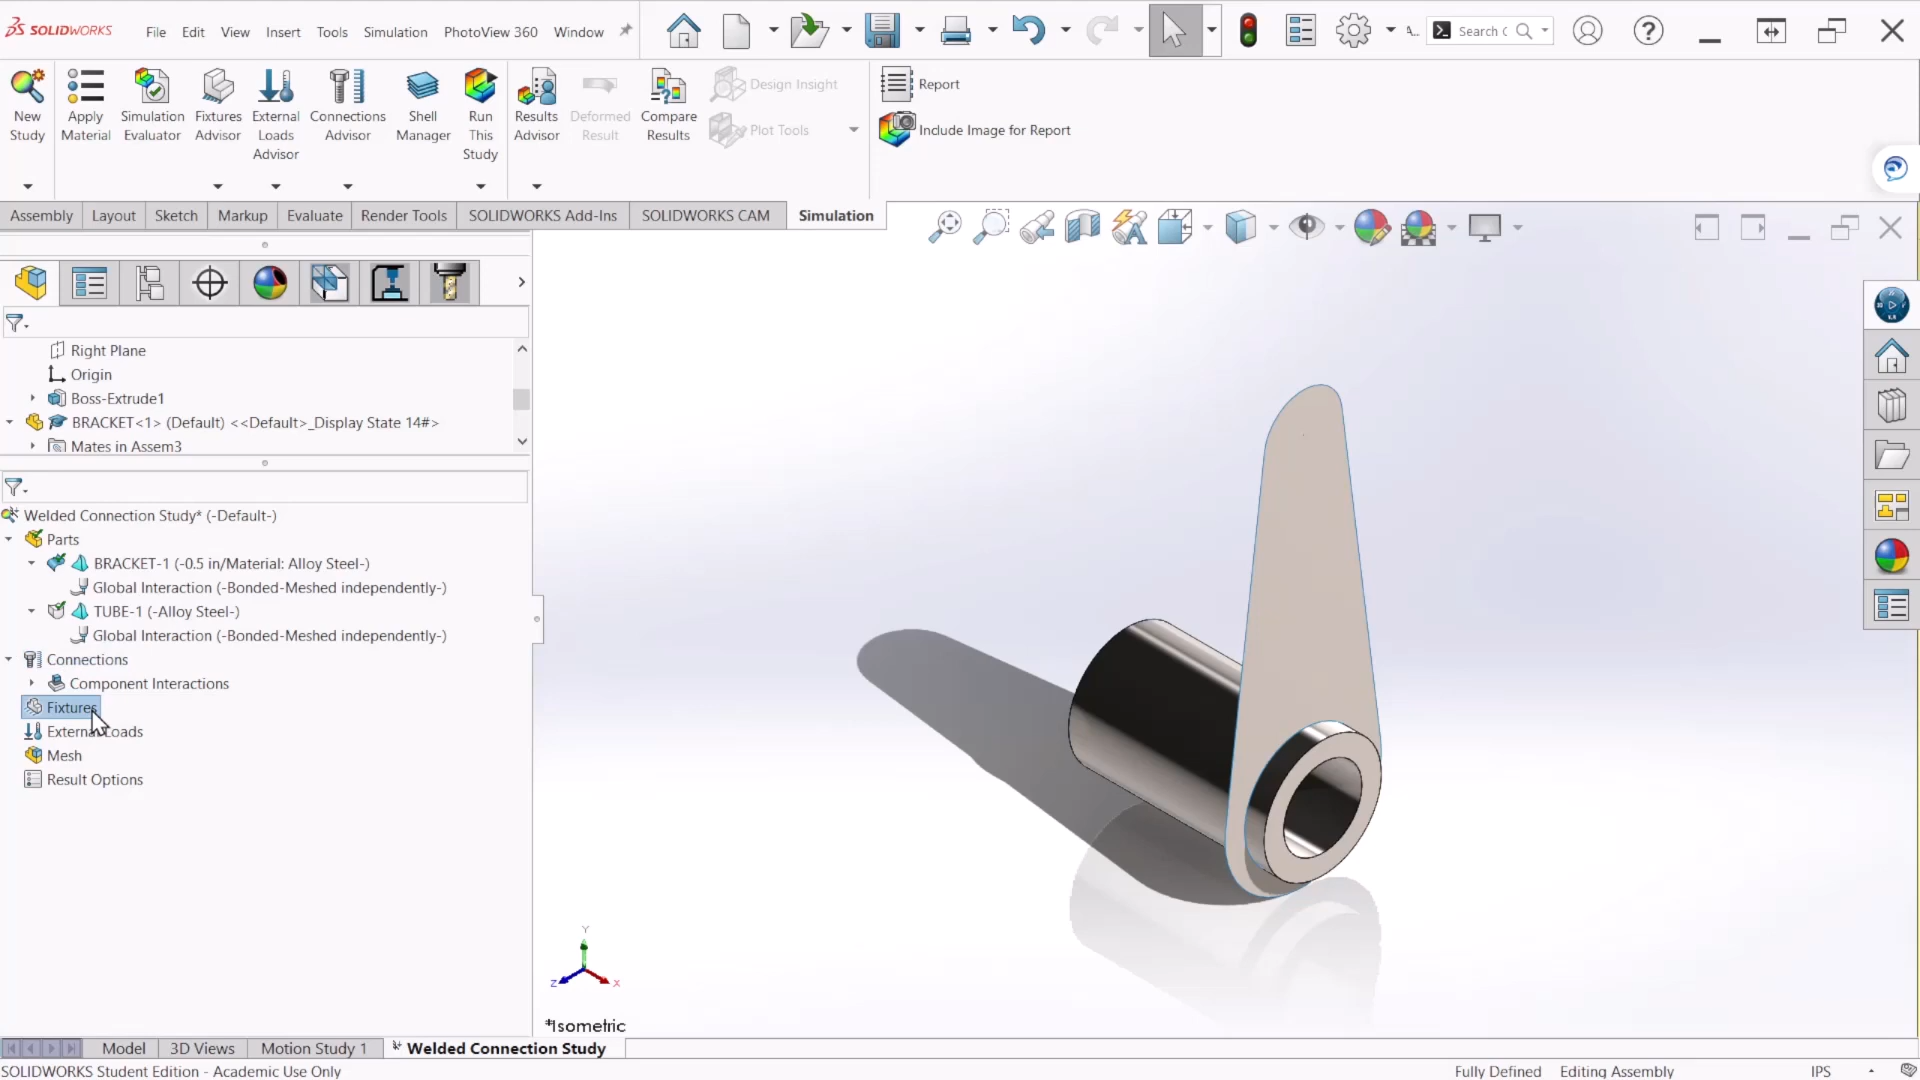 SOLIDWORKS File Edit View Insert Tools Simulation PhotoView 360 Window
Search
New Study
Apply Material
Simulation Evaluator
Fixtures Advisor
External Loads Advisor
Connections Advisor
Shell Manager
Run This Study
Results Advisor
Deformed Result
Compare Results
Design Insight
Plot Tools
Report
Include Image for Report
Assembly Layout Sketch Markup Evaluate Render Tools SOLIDWORKS Add-Ins SOLIDWORKS CAM Simulation
Right Plane
Origin
Boss-Extrude1
BRACKET<1> (Default) <<Default>_Display State 14#>
Mates in Assem3
Welded Connection Study* (-Default-)
Parts
BRACKET-1 (-0.5 in/Material: Alloy Steel-)
Global Interaction (-Bonded-Meshed independently-)
TUBE-1 (-Alloy Steel-)
Global Interaction (-Bonded-Meshed independently-)
Connections
Component Interactions
Fixtures
External Loads
Mesh
Result Options
Y
Z X
*Isometric
Model 3D Views Motion Study 1 Welded Connection Study
SOLIDWORKS Student Edition - Academic Use Only Fully Defined Editing Assembly IPS